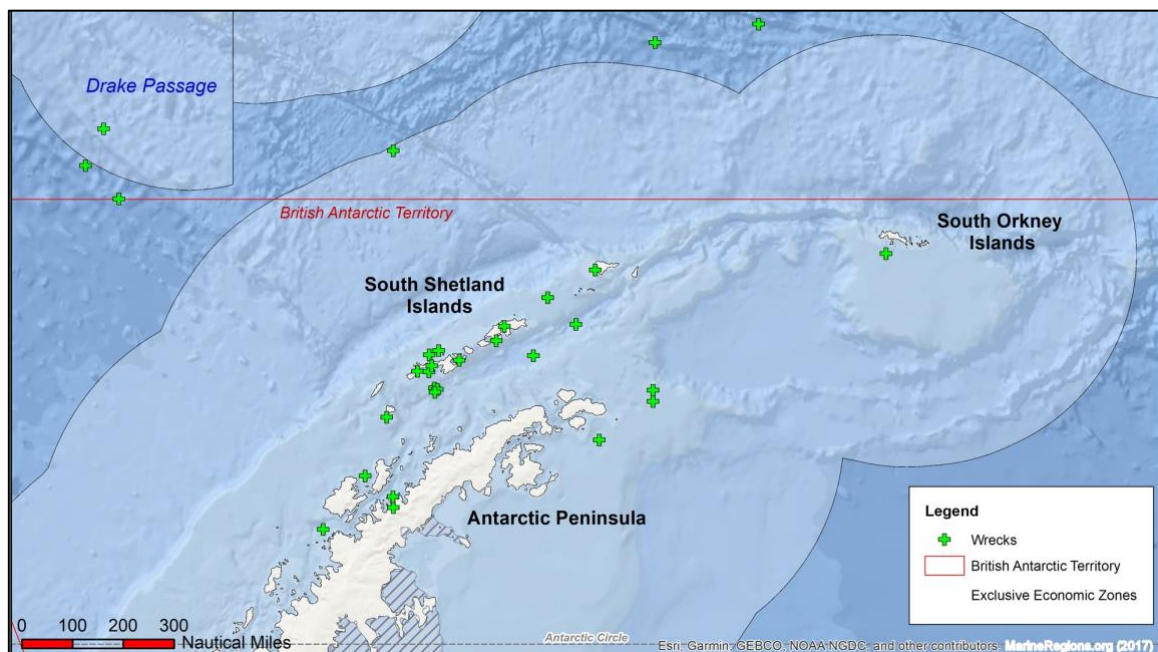 Drake Passage
British Antarctic Territory
South Orkney
Islands
South Shetland
Islands
Antarctic Peninsula
Legend
Wrecks
British Antarctic Territory
Exclusive Economic Zones
0 100 200 300
Nautical Miles
Antarctic Circle
Esri, Garmin, GEBCO, NOAA NGDC, and other contributors. MarineRegions.org (2017)